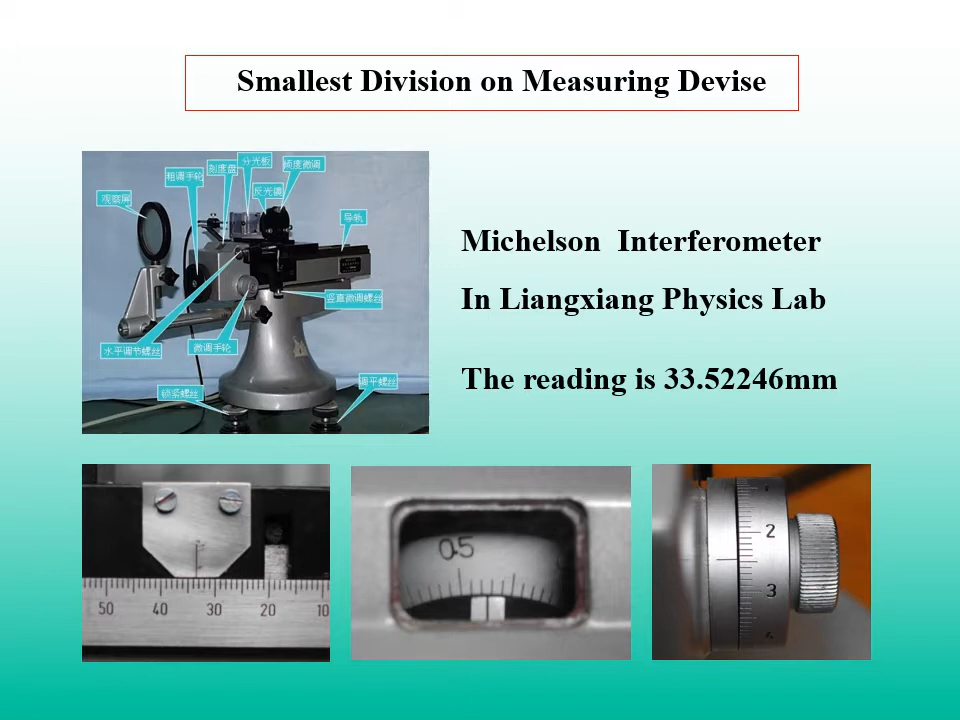 Smallest Division on Measuring Devise
分光板
倾度微调
刻度盘
粗调手轮
反光镜
观察屏
导轨
竖直微调螺丝
水平调节螺丝
微调手轮
调平螺丝
锁紧螺丝
Michelson Interferometer
In Liangxiang Physics Lab
The reading is 33.52246mm
50 40 30 20 10
0.5
2
3